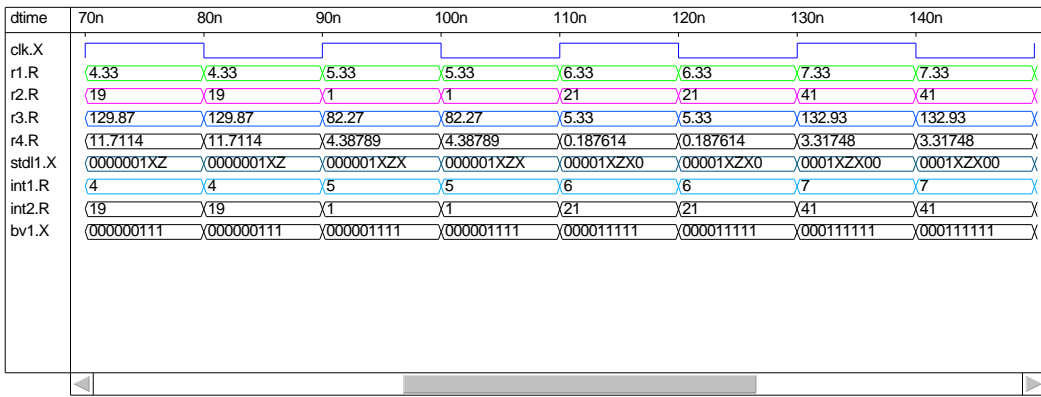 dtime 70n 80n 90n 100n 110n 120n 130n 140n
clk.X
r1.R 4.33 4.33 5.33 5.33 6.33 6.33 7.33 7.33
r2.R 19 19 1 1 21 21 41 41
r3.R 129.87 129.87 82.27 82.27 5.33 5.33 132.93 132.93
r4.R 11.7114 11.7114 4.38789 4.38789 0.187614 0.187614 3.31748 3.31748
stdl1.X 0000001XZ 0000001XZ 000001XZX 000001XZX 00001XZX0 00001XZX0 0001XZX00 0001XZX00
int1.R 4 4 5 5 6 6 7 7
int2.R 19 19 1 1 21 21 41 41
bv1.X 000000111 000000111 000001111 000001111 000011111 000011111 000111111 000111111